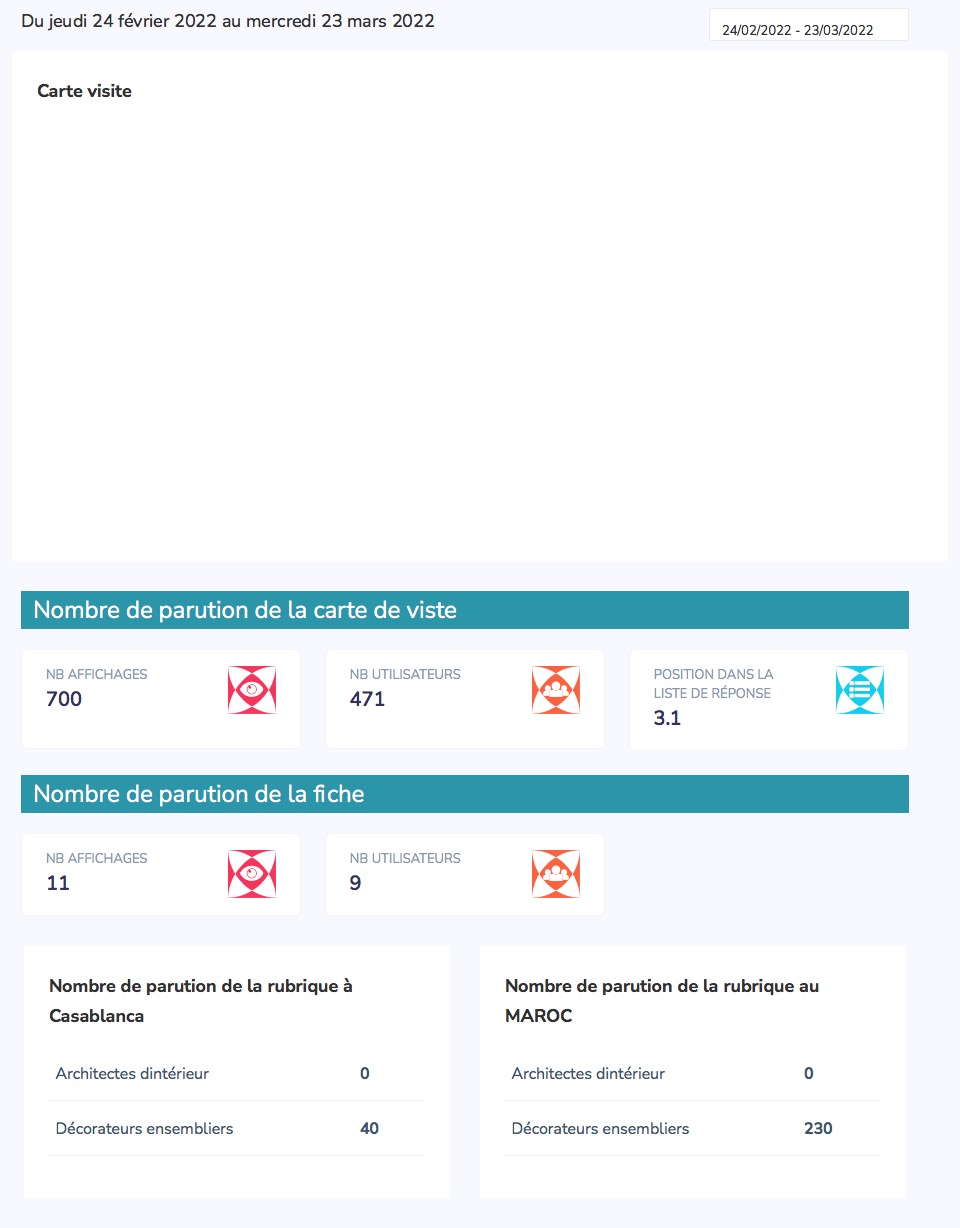 Du jeudi 24 février 2022 au mercredi 23 mars 2022
24/02/2022 - 23/03/2022
Carte visite
Nombre de parution de la carte de viste
NB AFFICHAGES
700
NB UTILISATEURS
471
POSITION DANS LA
LISTE DE RÉPONSE
3.1
Nombre de parution de la fiche
NB AFFICHAGES
11
NB UTILISATEURS
9
Nombre de parution de la rubrique à
Casablanca
Architectes dintérieur 0
Décorateurs ensembliers 40
Nombre de parution de la rubrique au
MAROC
Architectes dintérieur 0
Décorateurs ensembliers 230